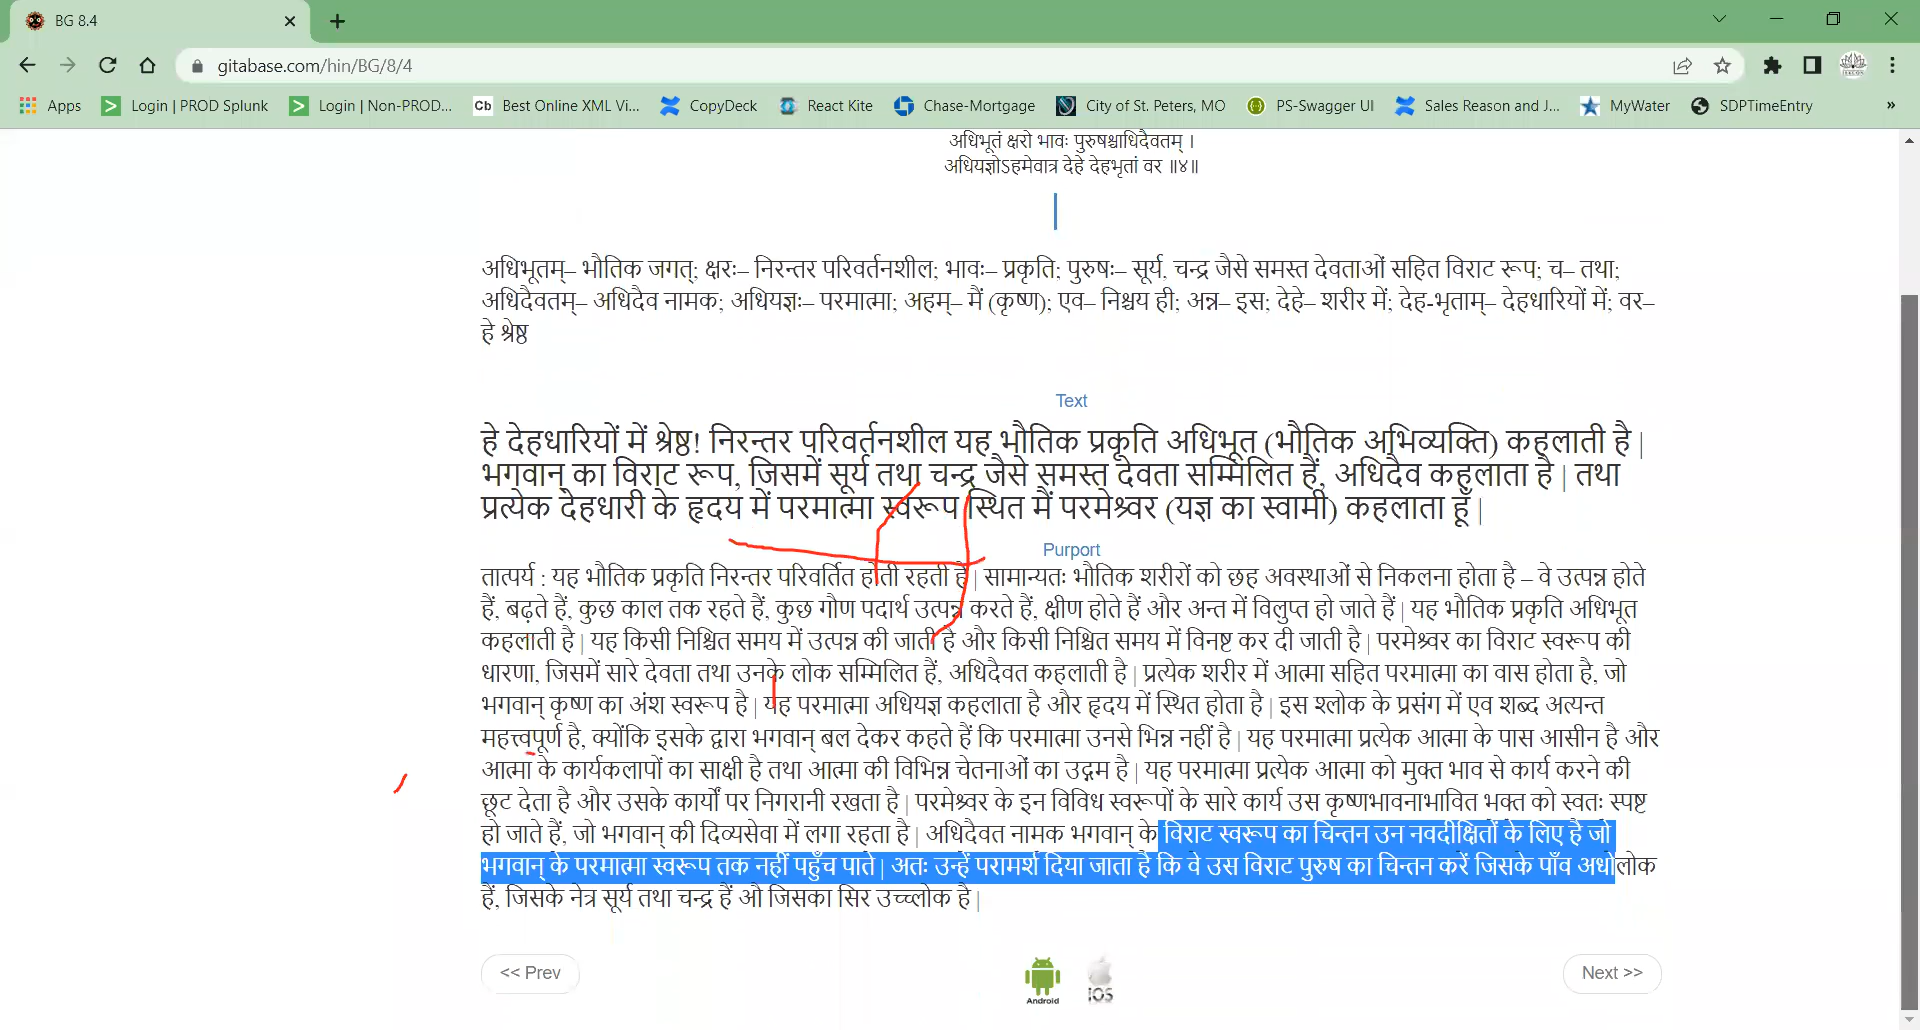 BG 8.4
gitabase.com/hin/BG/8/4
Apps Login | PROD Splunk Login | Non-PROD... Cb Best Online XML Vi... CopyDeck React Kite Chase-Mortgage City of St. Peters, MO PS-Swagger UI Sales Reason and J... MyWater SDPTimeEntry »
अधिभूतं क्षरो भावः पुरुषश्चाधिदैवतम् ।
अधियज्ञोऽहमेवात्र देहे देहभृतां वर ॥४॥
अधिभूतम्– भौतिक जगत्; क्षरः– निरन्तर परिवर्तनशील; भावः– प्रकृति; पुरुषः– सूर्य, चन्द्र जैसे समस्त देवताओं सहित विराट रूप; च– तथा;
अधिदैवतम्– अधिदैव नामक; अधियज्ञः– परमात्मा; अहम्– मैं (कृष्ण); एव– निश्चय ही; अन्न– इस; देहे– शरीर में; देह-भृताम्– देहधारियों में; वर–
हे श्रेष्ठ
Text
हे देहधारियों में श्रेष्ठ! निरन्तर परिवर्तनशील यह भौतिक प्रकृति अधिभूत (भौतिक अभिव्यक्ति) कहलाती है |
भगवान् का विराट रूप, जिसमें सूर्य तथा चन्द्र जैसे समस्त देवता सम्मिलित हैं, अधिदैव कहलाता है | तथा
प्रत्येक देहधारी के हृदय में परमात्मा स्वरूप स्थित मैं परमेश्र्वर (यज्ञ का स्वामी) कहलाता हूँ |
Purport
तात्पर्य : यह भौतिक प्रकृति निरन्तर परिवर्तित होती रहती है | सामान्यतः भौतिक शरीरों को छह अवस्थाओं से निकलना होता है – वे उत्पन्न होते
हैं, बढ़ते हैं, कुछ काल तक रहते हैं, कुछ गौण पदार्थ उत्पन्न करते हैं, क्षीण होते हैं और अन्त में विलुप्त हो जाते हैं | यह भौतिक प्रकृति अधिभूत
कहलाती है | यह किसी निश्चित समय में उत्पन्न की जाती है और किसी निश्चित समय में विनष्ट कर दी जाती है | परमेश्र्वर का विराट स्वरूप की
धारणा, जिसमें सारे देवता तथा उनके लोक सम्मिलित हैं, अधिदैवत कहलाती है | प्रत्येक शरीर में आत्मा सहित परमात्मा का वास होता है, जो
भगवान् कृष्ण का अंश स्वरूप है | यह परमात्मा अधियज्ञ कहलाता है और हृदय में स्थित होता है | इस श्लोक के प्रसंग में एव शब्द अत्यन्त
महत्त्वपूर्ण है, क्योंकि इसके द्वारा भगवान् बल देकर कहते हैं कि परमात्मा उनसे भिन्न नहीं है | यह परमात्मा प्रत्येक आत्मा के पास आसीन है और
आत्मा के कार्यकलापों का साक्षी है तथा आत्मा की विभिन्न चेतनाओं का उद्गम है | यह परमात्मा प्रत्येक आत्मा को मुक्त भाव से कार्य करने की
छूट देता है और उसके कार्यों पर निगरानी रखता है | परमेश्र्वर के इन विविध स्वरूपों के सारे कार्य उस कृष्णभावनाभावित भक्त को स्वतः स्पष्ट
हो जाते हैं, जो भगवान् की दिव्यसेवा में लगा रहता है | अधिदैवत नामक भगवान् के विराट स्वरूप का चिन्तन उन नवदीक्षितों के लिए है जो
भगवान् के परमात्मा स्वरूप तक नहीं पहुँच पाते | अतः उन्हें परामर्श दिया जाता है कि वे उस विराट पुरुष का चिन्तन करें जिसके पाँव अधोलोक
हैं, जिसके नेत्र सूर्य तथा चन्द्र हैं औ जिसका सिर उच्च्लोक है |
<< Prev Android iOS Next >>